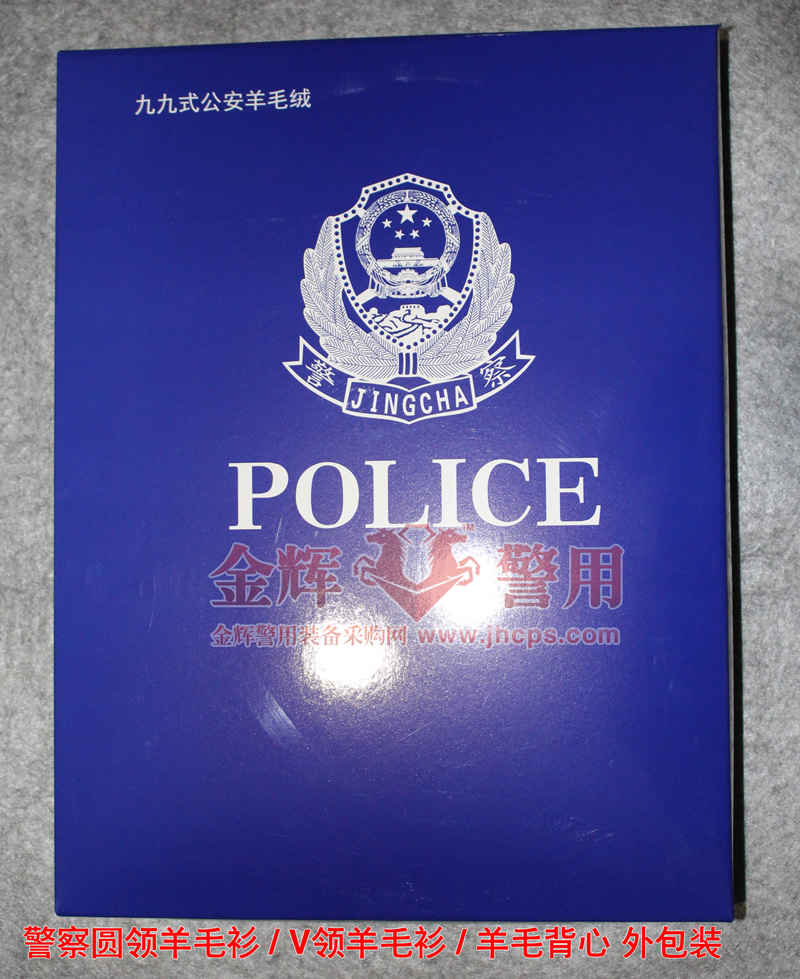 九九式公安羊毛绒
警 JINGCHA 察
POLICE
金辉 TM 警用
金辉警用装备采购网 www.jhcps.com
警察圆领羊毛衫 / V领羊毛衫 / 羊毛背心 外包装